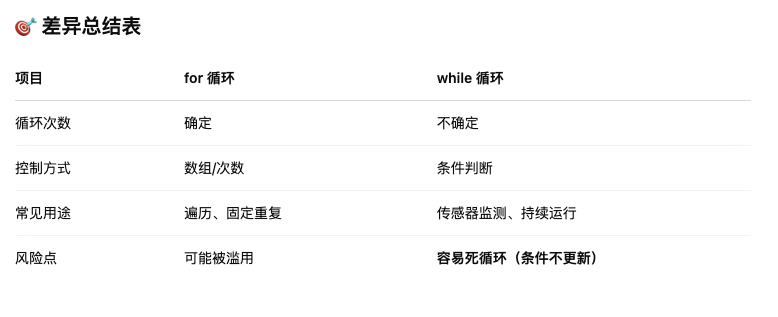 🎯 差异总结表
项目 for 循环 while 循环
循环次数 确定 不确定
控制方式 数组/次数 条件判断
常见用途 遍历、固定重复 传感器监测、持续运行
风险点 可能被滥用 容易死循环（条件不更新）